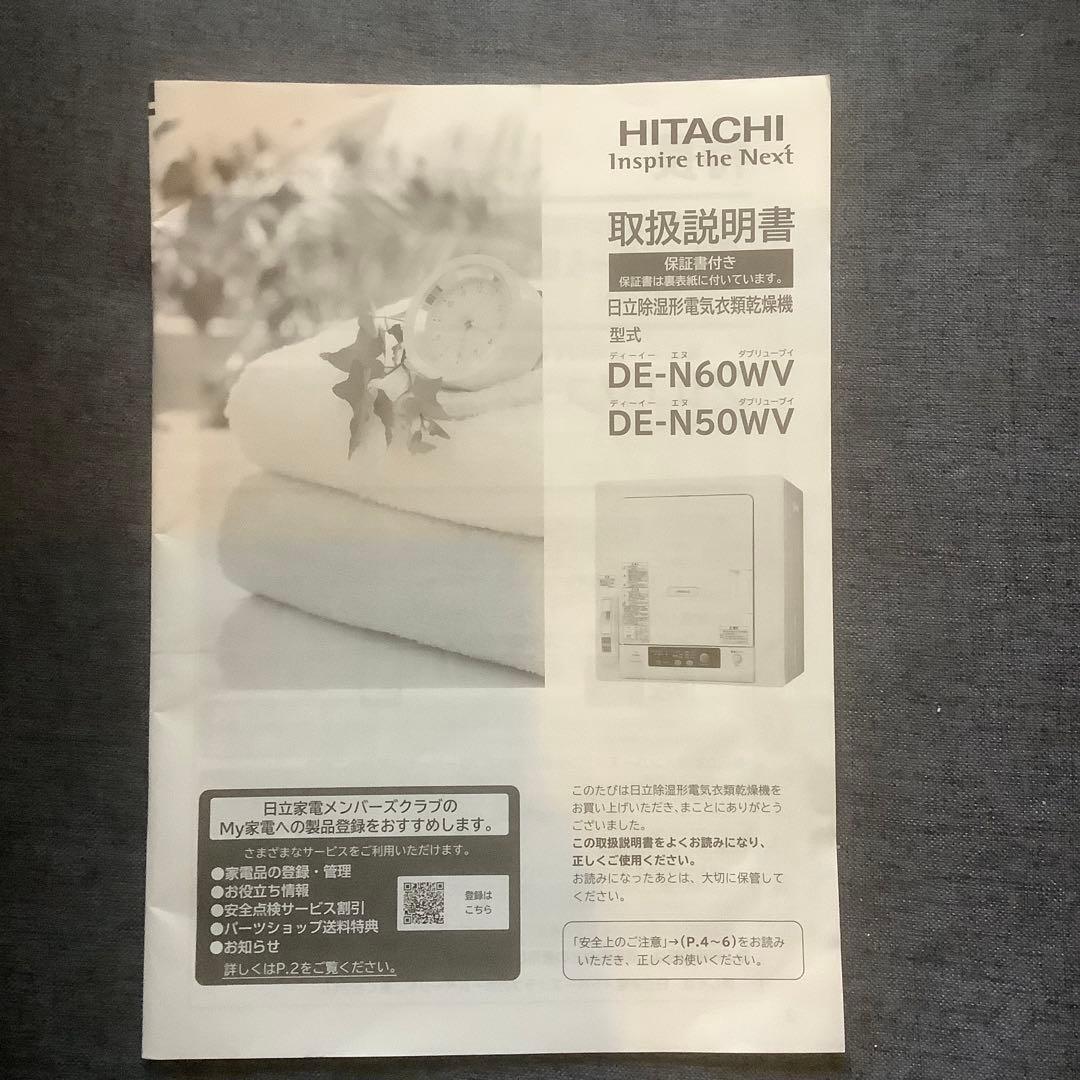 HITACHI
Inspire the Next
取扱説明書
保証書付き
保証書は裏表紙に付いています。
日立除湿形電気衣類乾燥機
型式
ディーイー エヌ ダブリューブイ
DE-N60WV
ディーイー エヌ ダブリューブイ
DE-N50WV
日立家電メンバーズクラブの
My家電への製品登録をおすすめします。
さまざまなサービスをご利用いただけます。
●家電品の登録・管理
●お役立ち情報
●安全点検サービス割引
●パーツショップ送料特典
●お知らせ
登録は
こちら
詳しくはP.2をご覧ください。
このたびは日立除湿形電気衣類乾燥機を
お買い上げいただき、まことにありがとう
ございました。
この取扱説明書をよくお読みになり、
正しくご使用ください。
お読みになったあとは、大切に保管して
ください。
「安全上のご注意」→(P.4～6)をお読み
いただき、正しくお使いください。